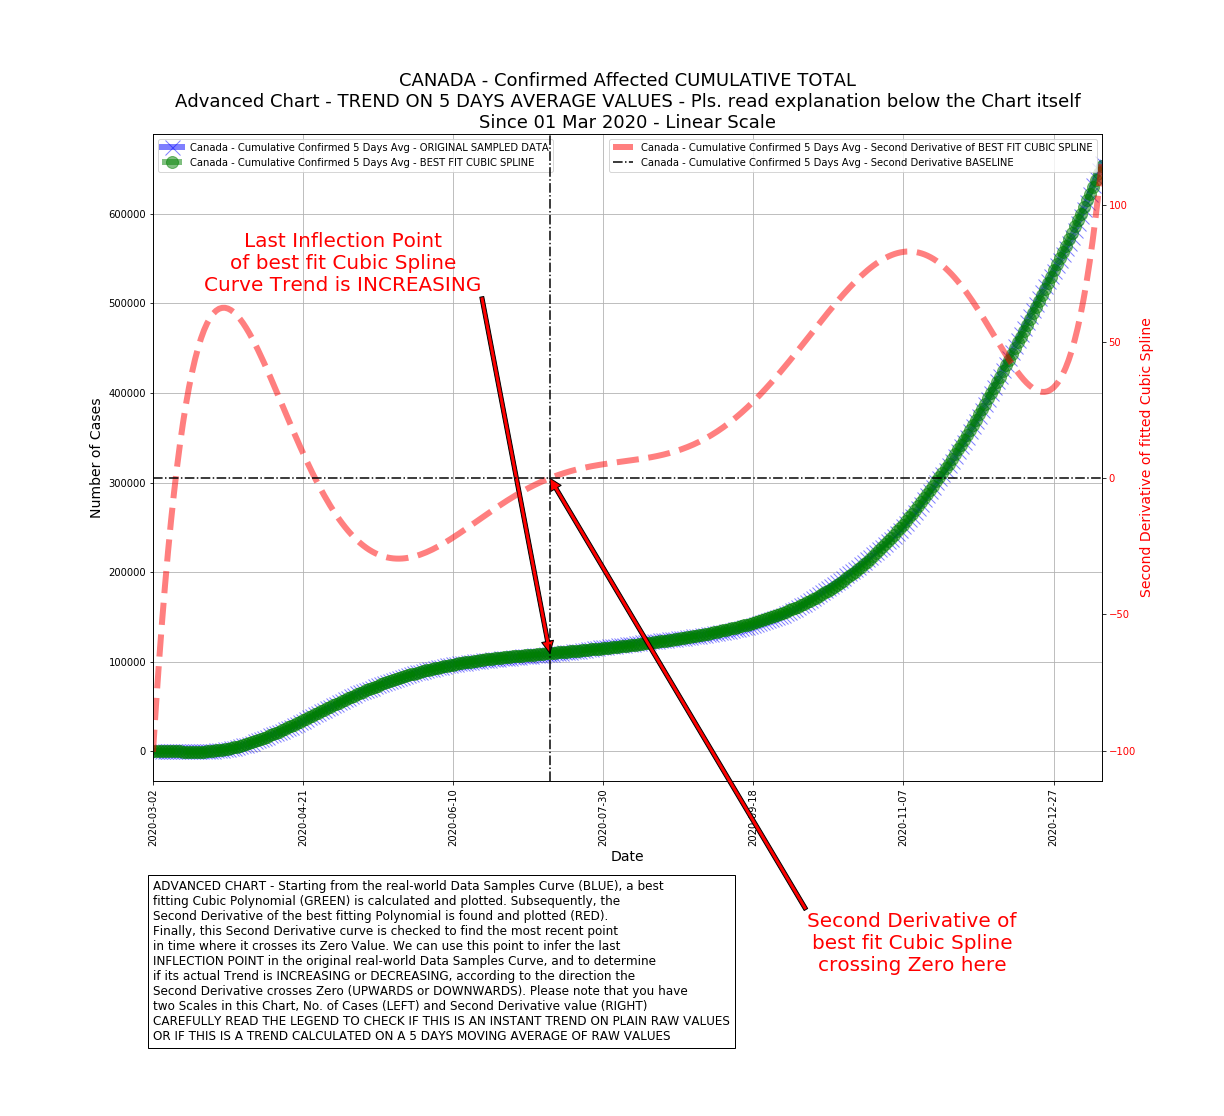 CANADA - Confirmed Affected CUMULATIVE TOTAL
Advanced Chart - TREND ON 5 DAYS AVERAGE VALUES - Pls. read explanation below the Chart itself
Since 01 Mar 2020 - Linear Scale
Canada - Cumulative Confirmed 5 Days Avg - ORIGINAL SAMPLED DATA
Canada - Cumulative Confirmed 5 Days Avg - BEST FIT CUBIC SPLINE
Canada - Cumulative Confirmed 5 Days Avg - Second Derivative of BEST FIT CUBIC SPLINE
Canada - Cumulative Confirmed 5 Days Avg - Second Derivative BASELINE
Last Inflection Point
of best fit Cubic Spline
Curve Trend is INCREASING
Number of Cases
600000
500000
400000
300000
200000
100000
0
100
50
0
−50
−100
Second Derivative of fitted Cubic Spline
2020-03-02
2020-04-21
2020-06-10
2020-07-30
2020-09-18
2020-11-07
2020-12-27
Date
ADVANCED CHART - Starting from the real-world Data Samples Curve (BLUE), a best
fitting Cubic Polynomial (GREEN) is calculated and plotted. Subsequently, the
Second Derivative of the best fitting Polynomial is found and plotted (RED).
Finally, this Second Derivative curve is checked to find the most recent point
in time where it crosses its Zero Value. We can use this point to infer the last
INFLECTION POINT in the original real-world Data Samples Curve, and to determine
if its actual Trend is INCREASING or DECREASING, according to the direction the
Second Derivative crosses Zero (UPWARDS or DOWNWARDS). Please note that you have
two Scales in this Chart, No. of Cases (LEFT) and Second Derivative value (RIGHT)
CAREFULLY READ THE LEGEND TO CHECK IF THIS IS AN INSTANT TREND ON PLAIN RAW VALUES
OR IF THIS IS A TREND CALCULATED ON A 5 DAYS MOVING AVERAGE OF RAW VALUES
Second Derivative of
best fit Cubic Spline
crossing Zero here